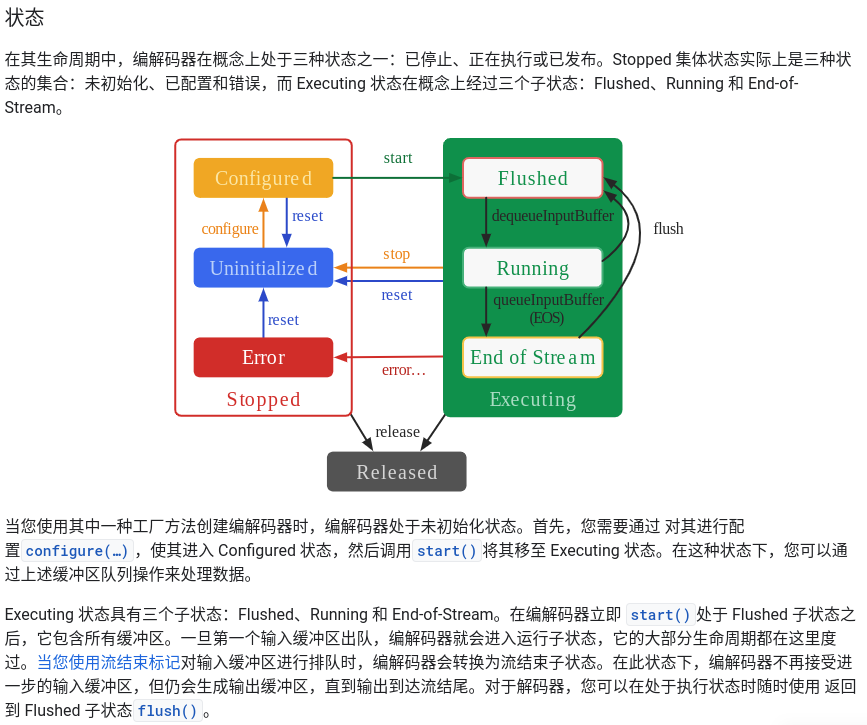 状态
在其生命周期中，编解码器在概念上处于三种状态之一：已停止、正在执行或已发布。Stopped 集体状态实际上是三种状
态的集合：未初始化、已配置和错误，而 Executing 状态在概念上经过三个子状态：Flushed、Running 和 End-of-
Stream。
start
Configured
Flushed
configure
reset
dequeueInputBuffer
flush
stop
Uninitialized
Running
reset
queueInputBuffer
(EOS)
reset
Error
End of Stream
error…
Stopped
Executing
release
Released
当您使用其中一种工厂方法创建编解码器时，编解码器处于未初始化状态。首先，您需要通过 对其进行配
置configure(…) ，使其进入 Configured 状态，然后调用start()将其移至 Executing 状态。在这种状态下，您可以通
过上述缓冲区队列操作来处理数据。
Executing 状态具有三个子状态：Flushed、Running 和 End-of-Stream。在编解码器立即 start()处于 Flushed 子状态之
后，它包含所有缓冲区。一旦第一个输入缓冲区出队，编解码器就会进入运行子状态，它的大部分生命周期都在这里度
过。当您使用流结束标记对输入缓冲区进行排队时，编解码器会转换为流结束子状态。在此状态下，编解码器不再接受进
一步的输入缓冲区，但仍会生成输出缓冲区，直到输出到达流结尾。对于解码器，您可以在处于执行状态时随时使用 返回
到 Flushed 子状态flush() 。